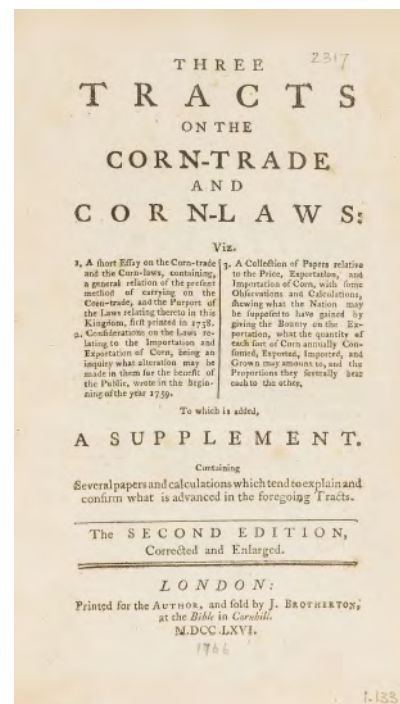 2317
THREE
TRACTS
ON THE
CORN-TRADE
AND
CORN-LAWS:
Viz.
1. A short Essay on the Corn-trade
and the Corn-laws, containing,
a general relation of the present
method of carrying on the
Corn-trade, and the Purport of
the Laws relating thereto in this
Kingdom, first printed in 1758.
2. Considerations on the Laws re-
lating to the Importation and
Exportation of Corn, being an
inquiry what alteration may be
made in them for the benefit of
the Public, wrote in the begin-
ning of the year 1759.
3. A Collection of Papers relative
to the Price, Exportation, and
Importation of Corn, with some
Observations and Calculations,
shewing what the Nation may
be supposed to have gained by
giving the Bounty on the Ex-
portation, what the quantity of
each sort of Corn annually Con-
sumed, Exported, Imported, and
Grown may amount to, and the
Proportions they severally bear
each to the other.
To which is added,
A SUPPLEMENT.
Containing
Several papers and calculations which tend to explain and
confirm what is advanced in the foregoing Tracts.
The SECOND EDITION,
Corrected and Enlarged.
LONDON:
Printed for the AUTHOR, and sold by J. BROTHERTON,
at the Bible in Cornhill.
M.DCC.LXVI.
1766
1.133